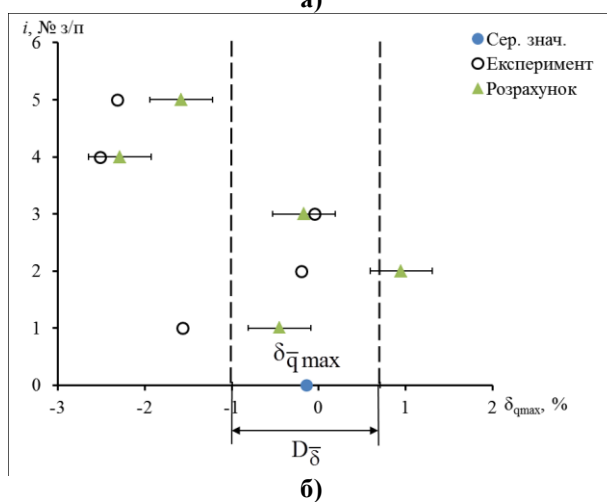 а)
i, № з/п
6
5
4
3
2
1
0
Сер. знач.
Експеримент
Розрахунок
δq̅ max
-3 -2 -1 0 1 2
δqmax, %
Dδ̅
б)